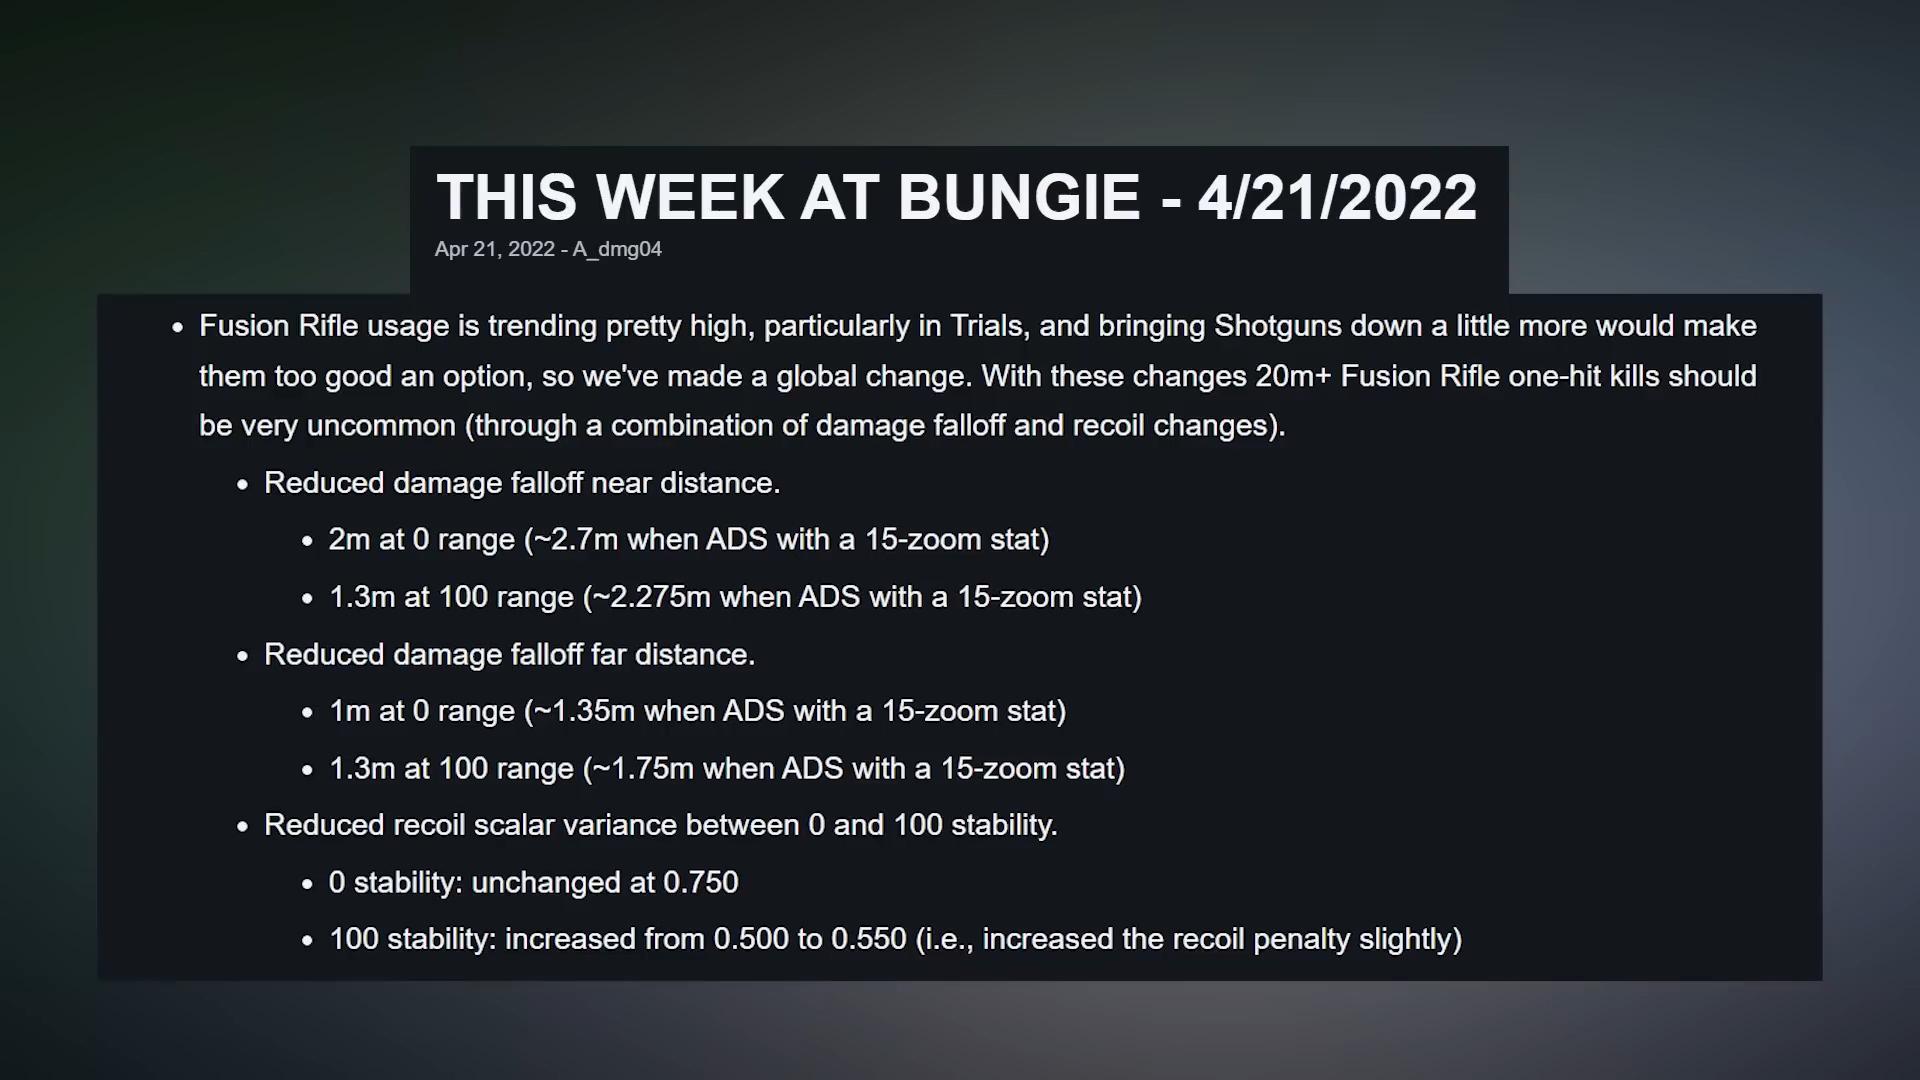 THIS WEEK AT BUNGIE - 4/21/2022
Apr 21, 2022 - A_dmg04
• Fusion Rifle usage is trending pretty high, particularly in Trials, and bringing Shotguns down a little more would make
them too good an option, so we've made a global change. With these changes 20m+ Fusion Rifle one-hit kills should
be very uncommon (through a combination of damage falloff and recoil changes).
• Reduced damage falloff near distance.
• 2m at 0 range (~2.7m when ADS with a 15-zoom stat)
• 1.3m at 100 range (~2.275m when ADS with a 15-zoom stat)
• Reduced damage falloff far distance.
• 1m at 0 range (~1.35m when ADS with a 15-zoom stat)
• 1.3m at 100 range (~1.75m when ADS with a 15-zoom stat)
• Reduced recoil scalar variance between 0 and 100 stability.
• 0 stability: unchanged at 0.750
• 100 stability: increased from 0.500 to 0.550 (i.e., increased the recoil penalty slightly)